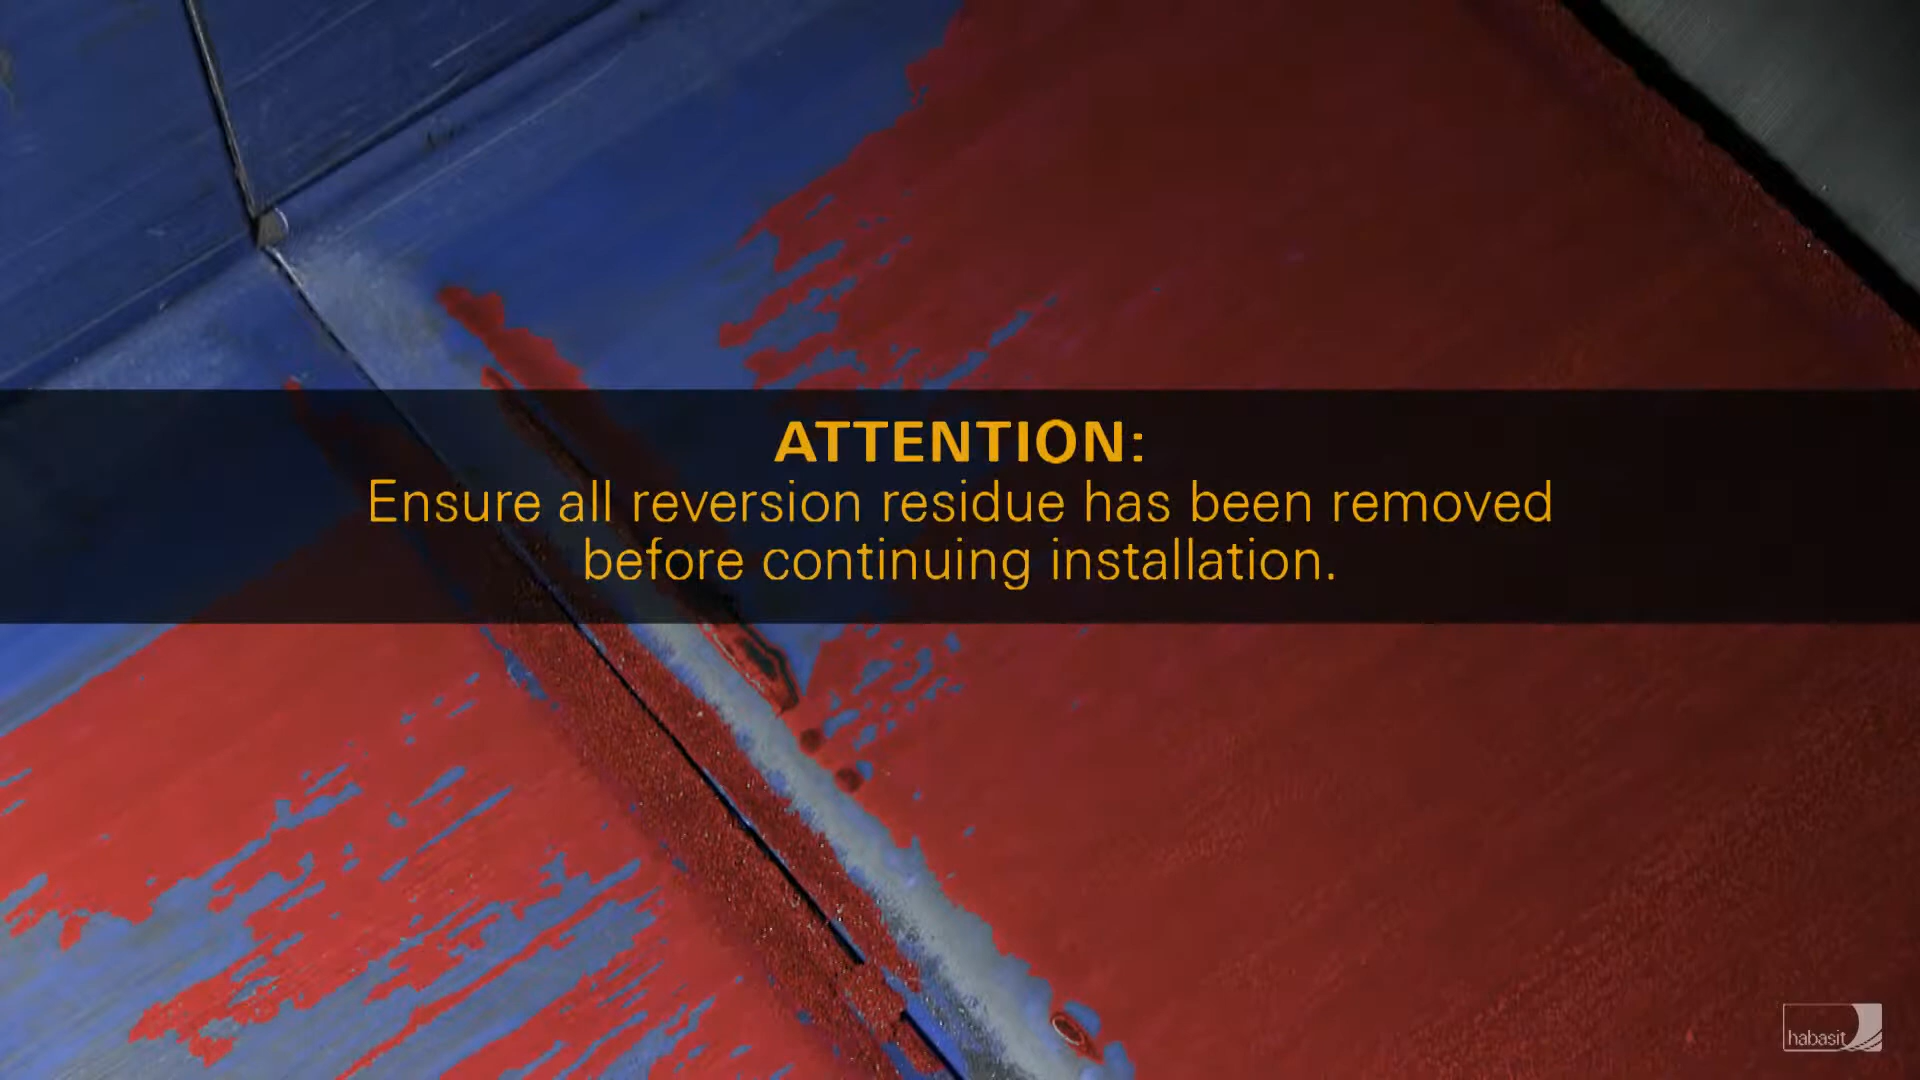 ATTENTION:
Ensure all reversion residue has been removed
before continuing installation.
habasit